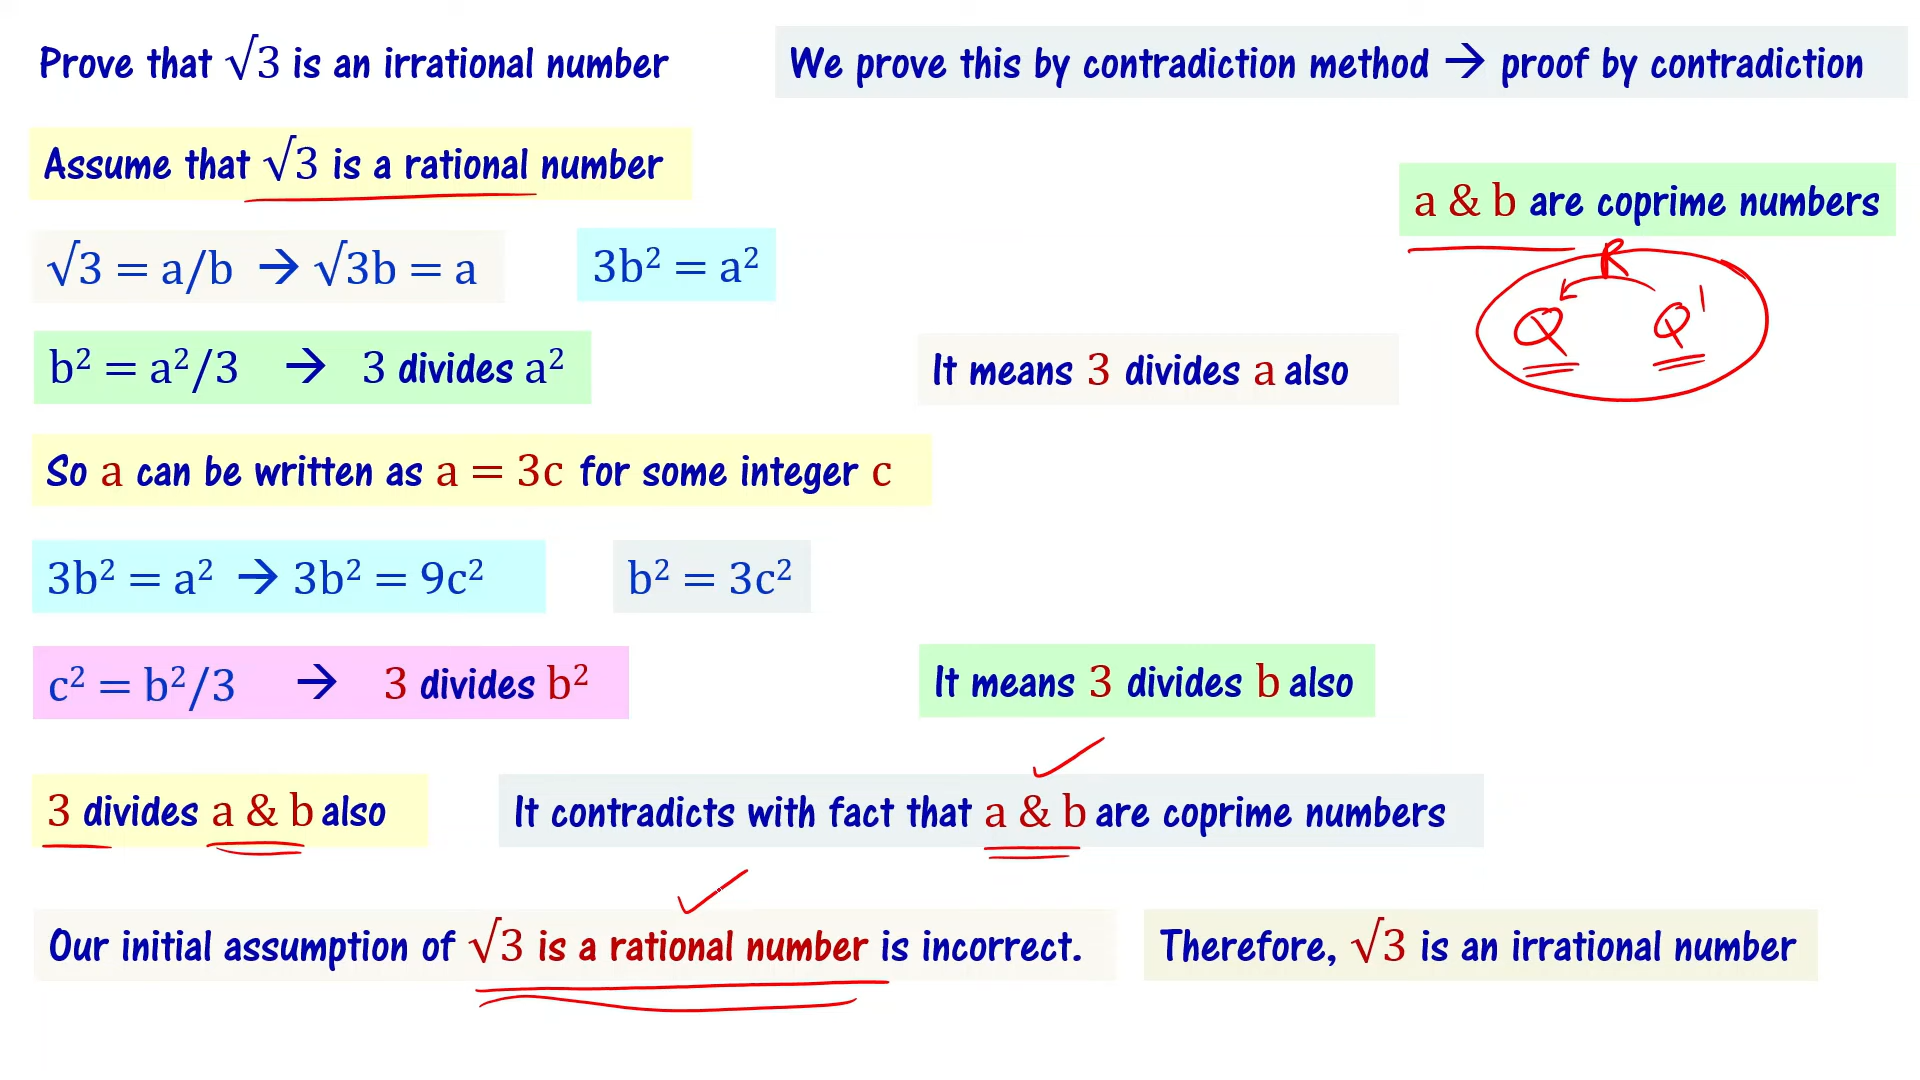 Prove that √3 is an irrational number
We prove this by contradiction method → proof by contradiction
Assume that √3 is a rational number
a & b are coprime numbers
√3 = a/b → √3b = a
3b² = a²
R
Q Q'
b² = a²/3 → 3 divides a²
It means 3 divides a also
So a can be written as a = 3c for some integer c
3b² = a² → 3b² = 9c²
b² = 3c²
c² = b²/3 → 3 divides b²
It means 3 divides b also
3 divides a & b also
It contradicts with fact that a & b are coprime numbers
Our initial assumption of √3 is a rational number is incorrect.
Therefore, √3 is an irrational number